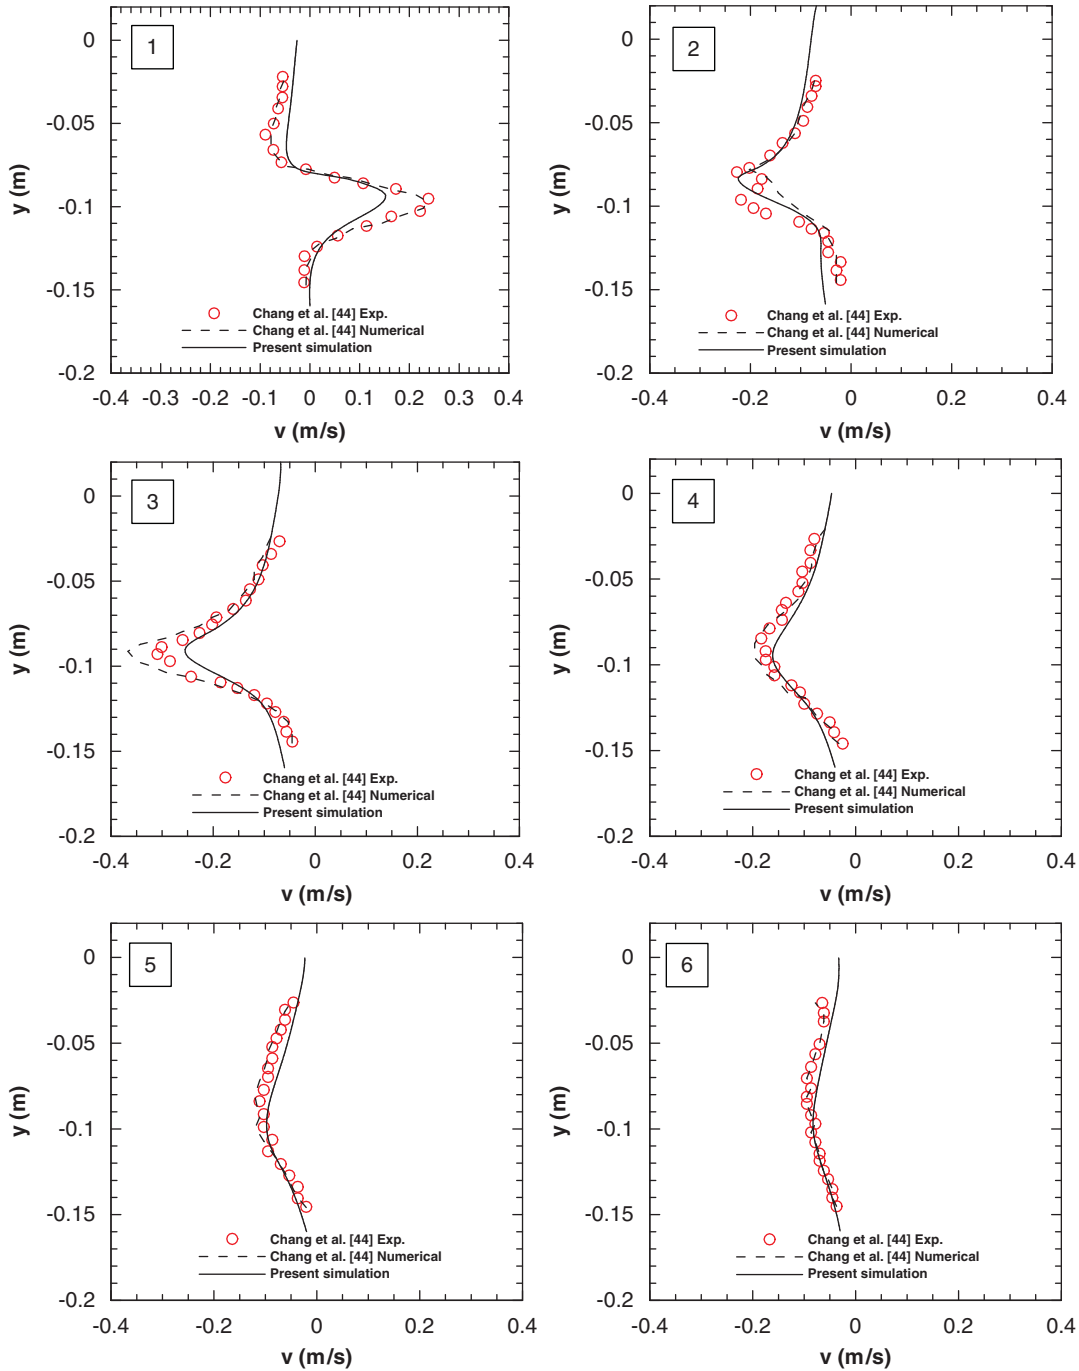 1
0
-0.05
-0.1
-0.15
-0.2
y (m)
Chang et al. [44] Exp.
Chang et al. [44] Numerical
Present simulation
-0.4 -0.3 -0.2 -0.1 0 0.1 0.2 0.3 0.4
v (m/s)
2
0
-0.05
-0.1
-0.15
-0.2
y (m)
Chang et al. [44] Exp.
Chang et al. [44] Numerical
Present simulation
-0.4 -0.2 0 0.2 0.4
v (m/s)
3
0
-0.05
-0.1
-0.15
-0.2
y (m)
Chang et al. [44] Exp.
Chang et al. [44] Numerical
Present simulation
-0.4 -0.2 0 0.2 0.4
v (m/s)
4
0
-0.05
-0.1
-0.15
-0.2
y (m)
Chang et al. [44] Exp.
Chang et al. [44] Numerical
Present simulation
-0.4 -0.2 0 0.2 0.4
v (m/s)
5
0
-0.05
-0.1
-0.15
-0.2
y (m)
Chang et al. [44] Exp.
Chang et al. [44] Numerical
Present simulation
-0.4 -0.2 0 0.2 0.4
v (m/s)
6
0
-0.05
-0.1
-0.15
-0.2
y (m)
Chang et al. [44] Exp.
Chang et al. [44] Numerical
Present simulation
-0.4 -0.2 0 0.2 0.4
v (m/s)